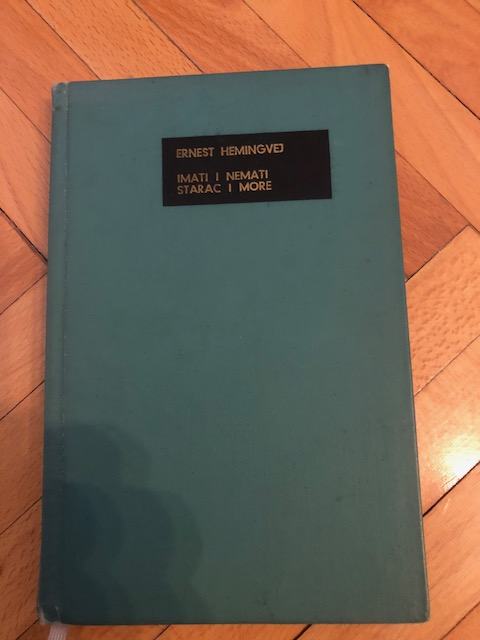 ERNEST HEMINGVEJ
IMATI I NEMATI
STARAC I MORE